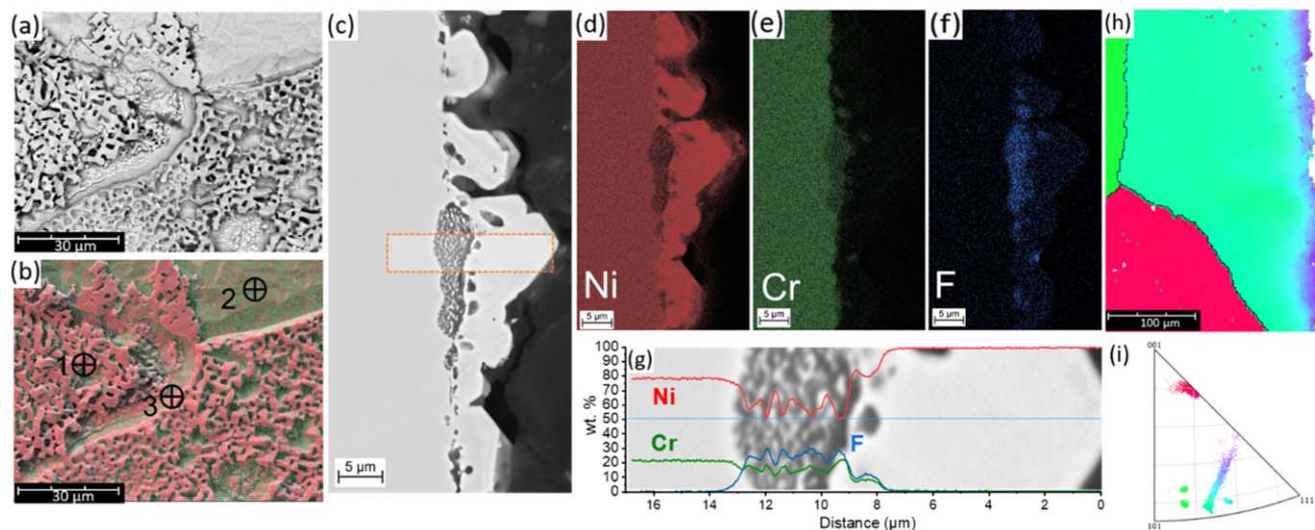 (a)
30 µm
(b)
1
2
3
30 µm
(c)
5 µm
(d)
Ni
5 µm
(e)
Cr
5 µm
(f)
F
5 µm
(h)
100 µm
(g)
wt. %
100
90
80
70
60
50
40
30
20
10
0
Ni
Cr
F
16 14 12 10 8 6 4 2 0
Distance (µm)
(i)
001
101
111